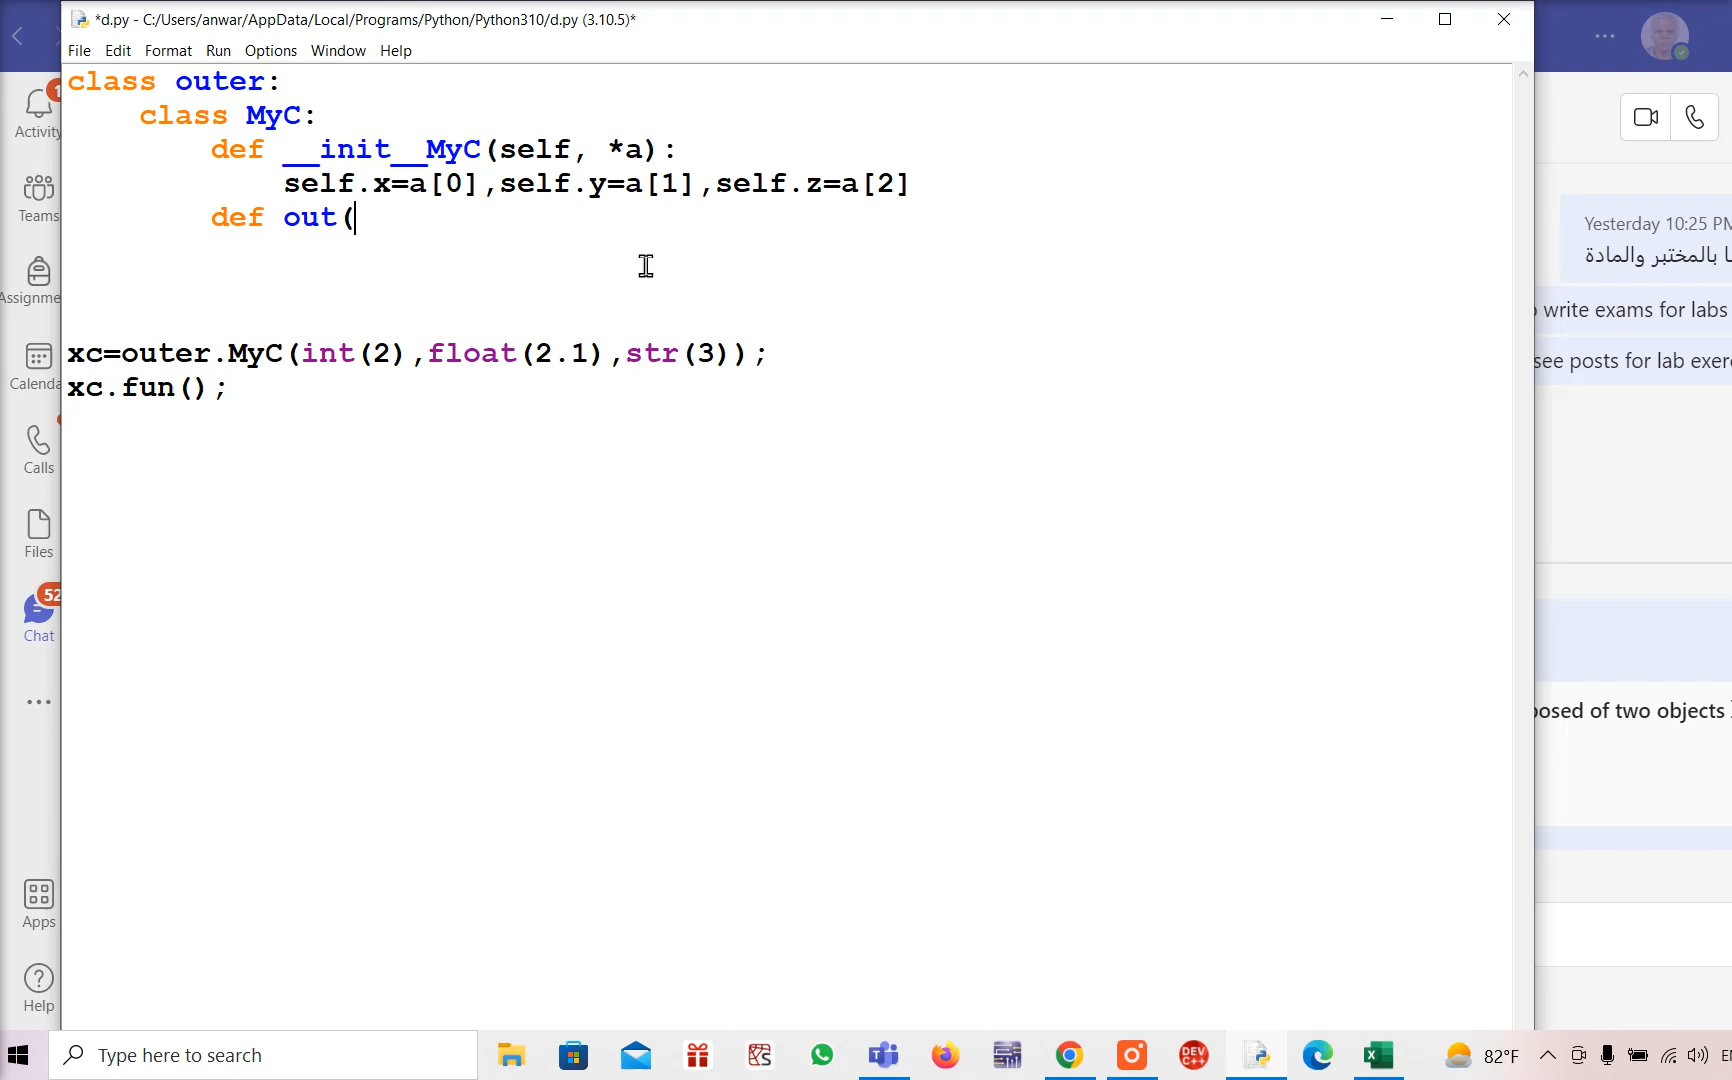 *d.py - C:/Users/anwar/AppData/Local/Programs/Python/Python310/d.py (3.10.5)*
File Edit Format Run Options Window Help
class outer:
class MyC:
def __init__MyC(self, *a):
self.x=a[0],self.y=a[1],self.z=a[2]
def out(
xc=outer.MyC(int(2),float(2.1),str(3));
xc.fun();
Activity
Teams
Assignme
Calenda
Calls
Files
52
Chat
Apps
Help
Yesterday 10:25 PM
بالمختبر والمادة
write exams for labs
see posts for lab exer
posed of two objects
Type here to search
DEV C++
82°F